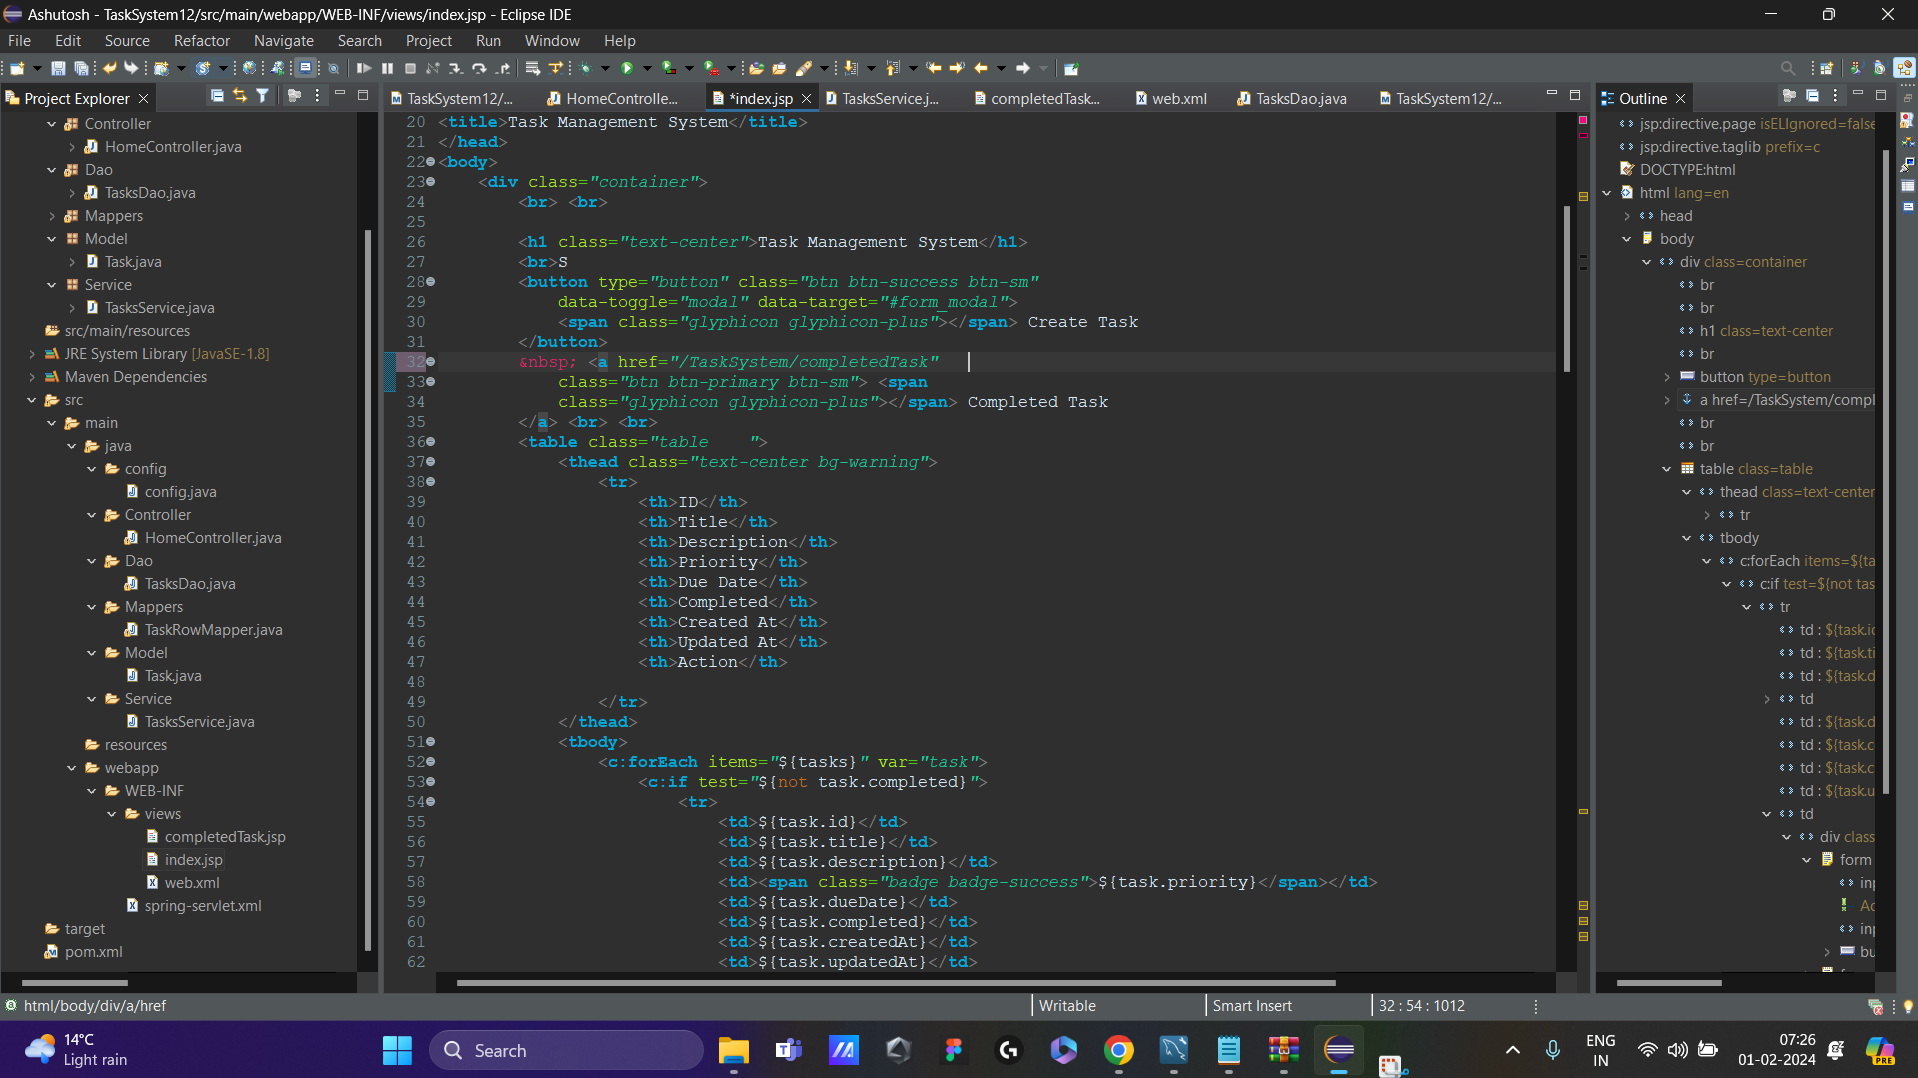 Ashutosh - TaskSystem12/src/main/webapp/WEB-INF/views/index.jsp - Eclipse IDE
File Edit Source Refactor Navigate Search Project Run Window Help
Project Explorer
Controller
HomeController.java
Dao
TasksDao.java
Mappers
Model
Task.java
Service
TasksService.java
src/main/resources
JRE System Library [JavaSE-1.8]
Maven Dependencies
src
main
java
config
config.java
Controller
HomeController.java
Dao
TasksDao.java
Mappers
TaskRowMapper.java
Model
Task.java
Service
TasksService.java
resources
webapp
WEB-INF
views
completedTask.jsp
index.jsp
web.xml
spring-servlet.xml
target
pom.xml
TaskSystem12/... HomeControlle... *index.jsp TasksService.j... completedTask... web.xml TasksDao.java TaskSystem12/...
20 <title>Task Management System</title>
21 </head>
22 <body>
23 <div class="container">
24 <br> <br>
25
26 <h1 class="text-center">Task Management System</h1>
27 <br>S
28 <button type="button" class="btn btn-success btn-sm"
29 data-toggle="modal" data-target="#form_modal">
30 <span class="glyphicon glyphicon-plus"></span> Create Task
31 </button>
32 &nbsp; <a href="/TaskSystem/completedTask"
33 class="btn btn-primary btn-sm"> <span
34 class="glyphicon glyphicon-plus"></span> Completed Task
35 </a> <br> <br>
36 <table class="table    ">
37 <thead class="text-center bg-warning">
38 <tr>
39 <th>ID</th>
40 <th>Title</th>
41 <th>Description</th>
42 <th>Priority</th>
43 <th>Due Date</th>
44 <th>Completed</th>
45 <th>Created At</th>
46 <th>Updated At</th>
47 <th>Action</th>
48
49 </tr>
50 </thead>
51 <tbody>
52 <c:forEach items="${tasks}" var="task">
53 <c:if test="${not task.completed}">
54 <tr>
55 <td>${task.id}</td>
56 <td>${task.title}</td>
57 <td>${task.description}</td>
58 <td><span class="badge badge-success">${task.priority}</span></td>
59 <td>${task.dueDate}</td>
60 <td>${task.completed}</td>
61 <td>${task.createdAt}</td>
62 <td>${task.updatedAt}</td>
Outline
jsp:directive.page isELIgnored=false
jsp:directive.taglib prefix=c
DOCTYPE:html
html lang=en
head
body
div class=container
br
br
h1 class=text-center
br
button type=button
a href=/TaskSystem/compl
br
br
table class=table
thead class=text-center
tr
tbody
c:forEach items=${ta
c:if test=${not tas
tr
td : ${task.id
td : ${task.ti
td : ${task.d
td
td : ${task.d
td : ${task.c
td : ${task.c
td : ${task.u
td
div class
form
inp
Ac
inp
bu
html/body/div/a/href Writable Smart Insert 32 : 54 : 1012
14°C
Light rain
Search
ENG
IN
07:26
01-02-2024
PRE